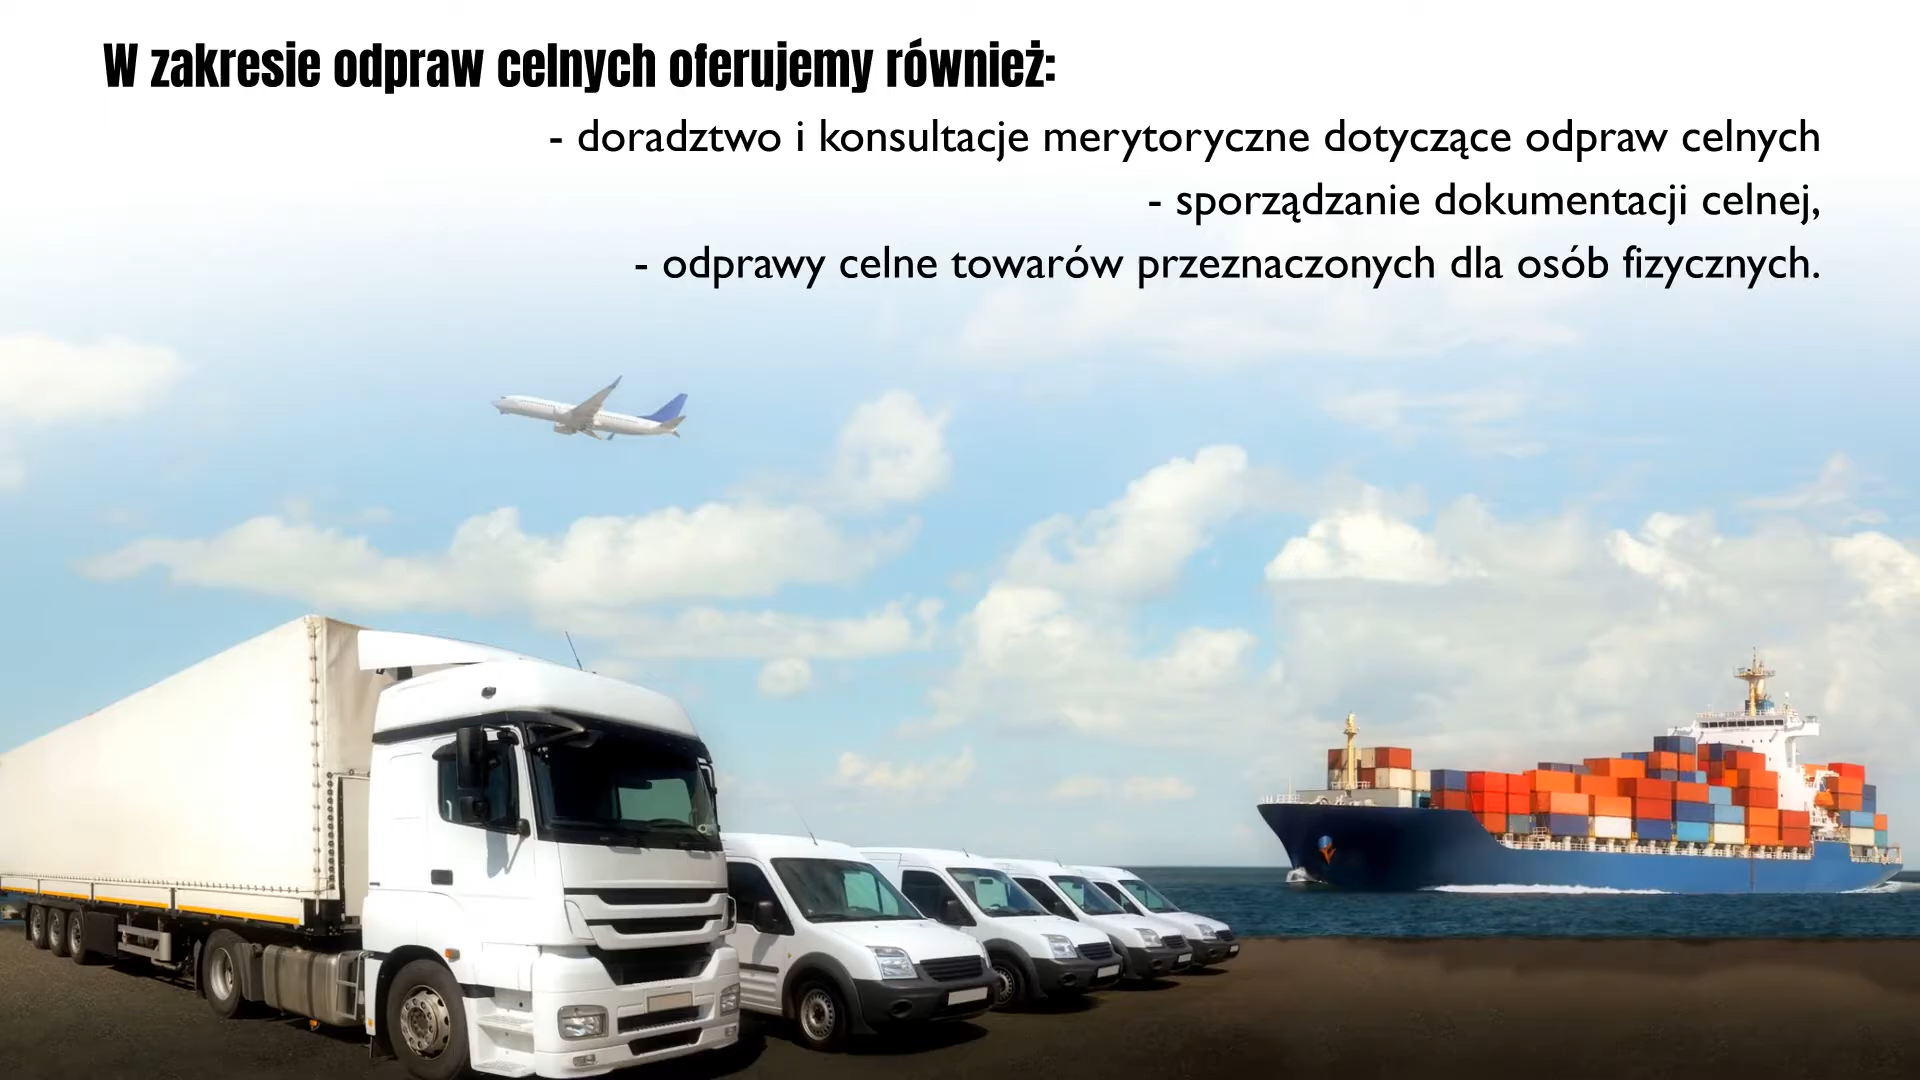 W zakresie odpraw celnych oferujemy również:
- doradztwo i konsultacje merytoryczne dotyczące odpraw celnych
- sporządzanie dokumentacji celnej,
- odprawy celne towarów przeznaczonych dla osób fizycznych.